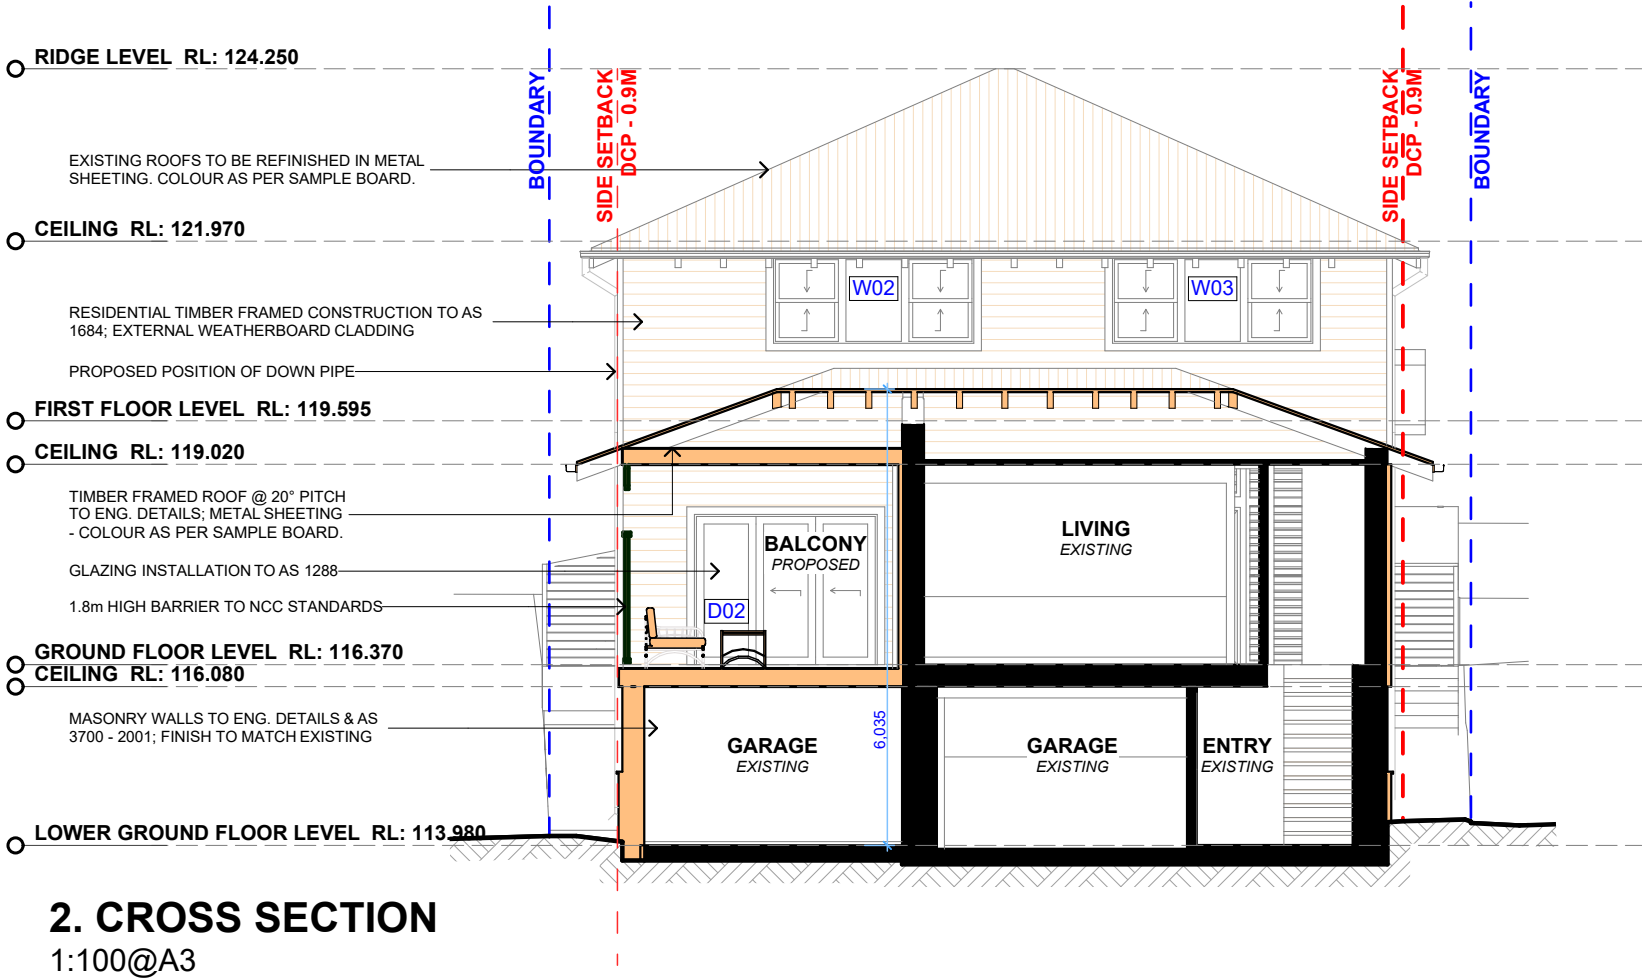 RIDGE LEVEL RL: 124.250
BOUNDARY
SIDE SETBACK
DCP - 0.9M
SIDE SETBACK
DCP - 0.9M
BOUNDARY
EXISTING ROOFS TO BE REFINISHED IN METAL
SHEETING. COLOUR AS PER SAMPLE BOARD.
CEILING RL: 121.970
W02
W03
RESIDENTIAL TIMBER FRAMED CONSTRUCTION TO AS
1684; EXTERNAL WEATHERBOARD CLADDING
PROPOSED POSITION OF DOWN PIPE
FIRST FLOOR LEVEL RL: 119.595
CEILING RL: 119.020
TIMBER FRAMED ROOF @ 20° PITCH
TO ENG. DETAILS; METAL SHEETING
- COLOUR AS PER SAMPLE BOARD.
BALCONY
PROPOSED
LIVING
EXISTING
GLAZING INSTALLATION TO AS 1288
1.8m HIGH BARRIER TO NCC STANDARDS
D02
GROUND FLOOR LEVEL RL: 116.370
CEILING RL: 116.080
MASONRY WALLS TO ENG. DETAILS & AS
3700 - 2001; FINISH TO MATCH EXISTING
6,035
GARAGE
EXISTING
GARAGE
EXISTING
ENTRY
EXISTING
LOWER GROUND FLOOR LEVEL RL: 113.980
2. CROSS SECTION
1:100@A3